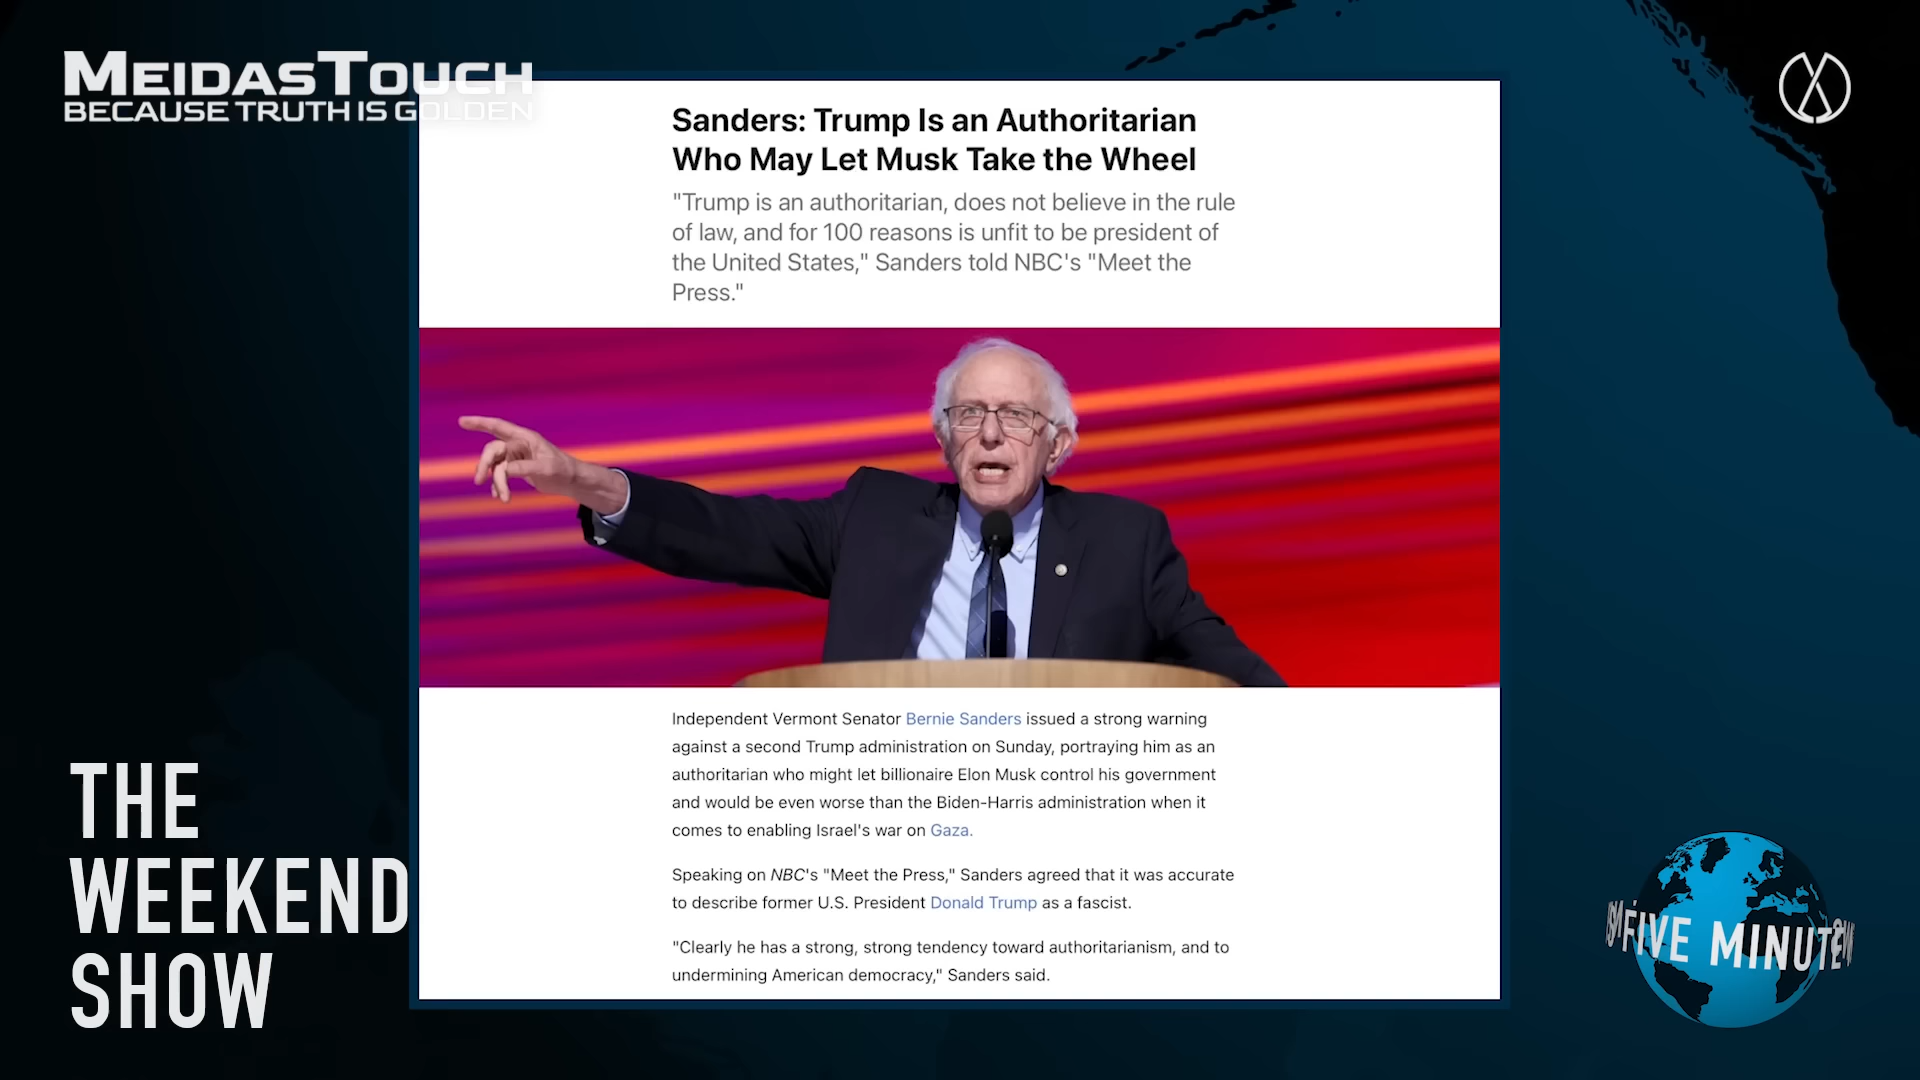 MEIDASTOUCH
BECAUSE TRUTH IS GOLDEN
Sanders: Trump Is an Authoritarian
Who May Let Musk Take the Wheel
"Trump is an authoritarian, does not believe in the rule
of law, and for 100 reasons is unfit to be president of
the United States," Sanders told NBC's "Meet the
Press."
Independent Vermont Senator Bernie Sanders issued a strong warning
against a second Trump administration on Sunday, portraying him as an
authoritarian who might let billionaire Elon Musk control his government
and would be even worse than the Biden-Harris administration when it
comes to enabling Israel's war on Gaza.
Speaking on NBC's "Meet the Press," Sanders agreed that it was accurate
to describe former U.S. President Donald Trump as a fascist.
"Clearly he has a strong, strong tendency toward authoritarianism, and to
undermining American democracy," Sanders said.
THE
WEEKEND
SHOW
FIVE MINUTE